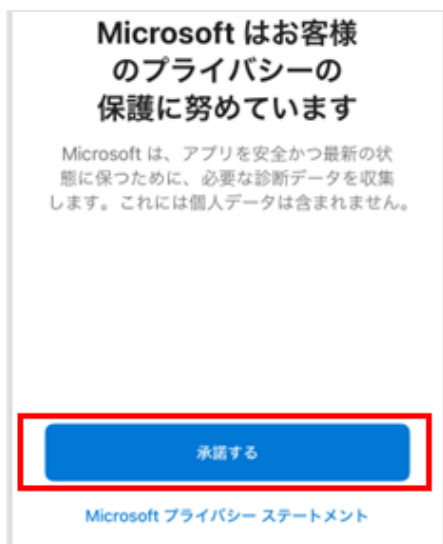 Microsoft はお客様
のプライバシーの
保護に努めています
Microsoft は、アプリを安全かつ最新の状
態に保つために、必要な診断データを収集
します。これには個人データは含まれません。
承諾する
Microsoft プライバシー ステートメント